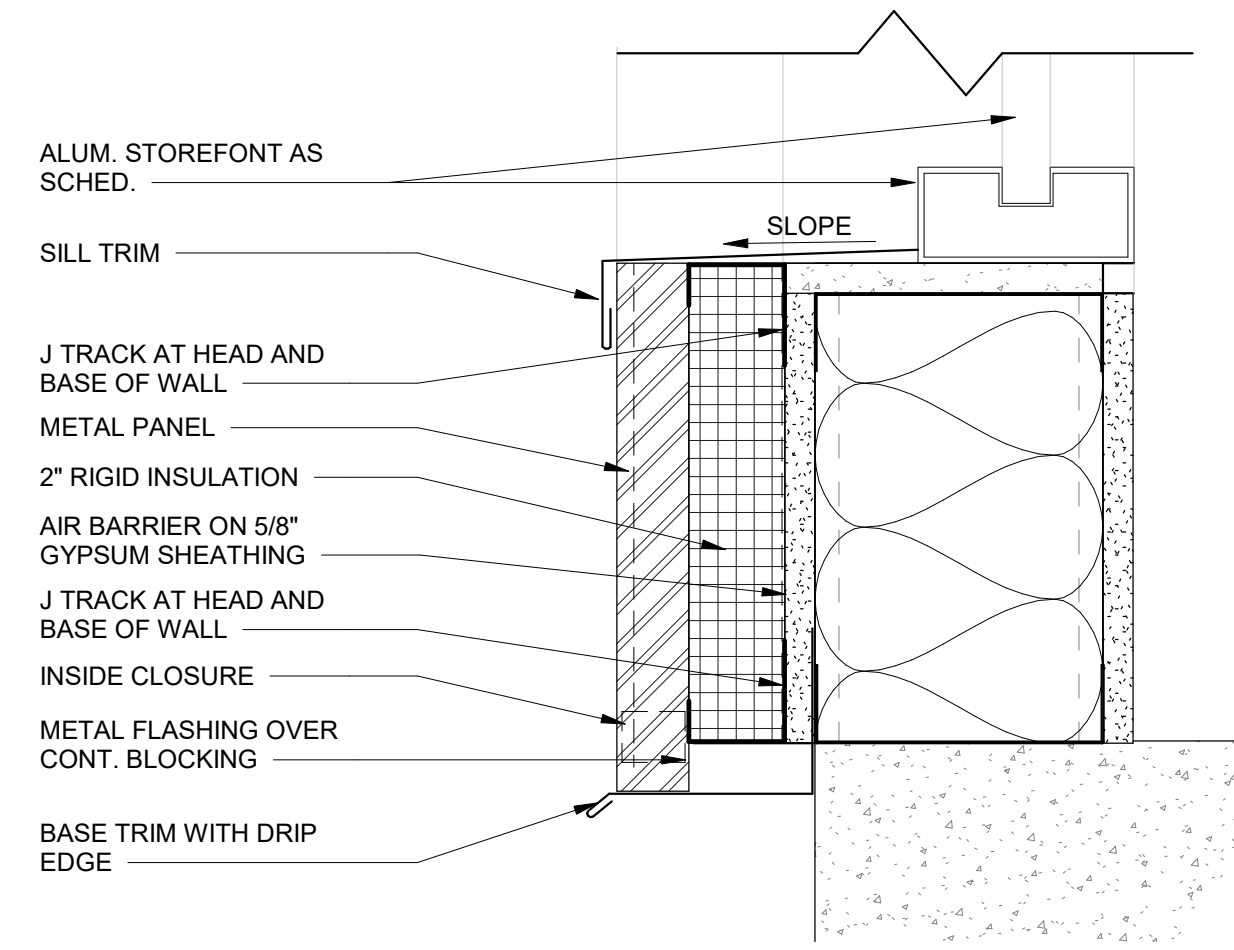 ALUM. STOREFONT AS
SCHED.
SLOPE
SILL TRIM
J TRACK AT HEAD AND
BASE OF WALL
METAL PANEL
2" RIGID INSULATION
AIR BARRIER ON 5/8"
GYPSUM SHEATHING
J TRACK AT HEAD AND
BASE OF WALL
INSIDE CLOSURE
METAL FLASHING OVER
CONT. BLOCKING
BASE TRIM WITH DRIP
EDGE